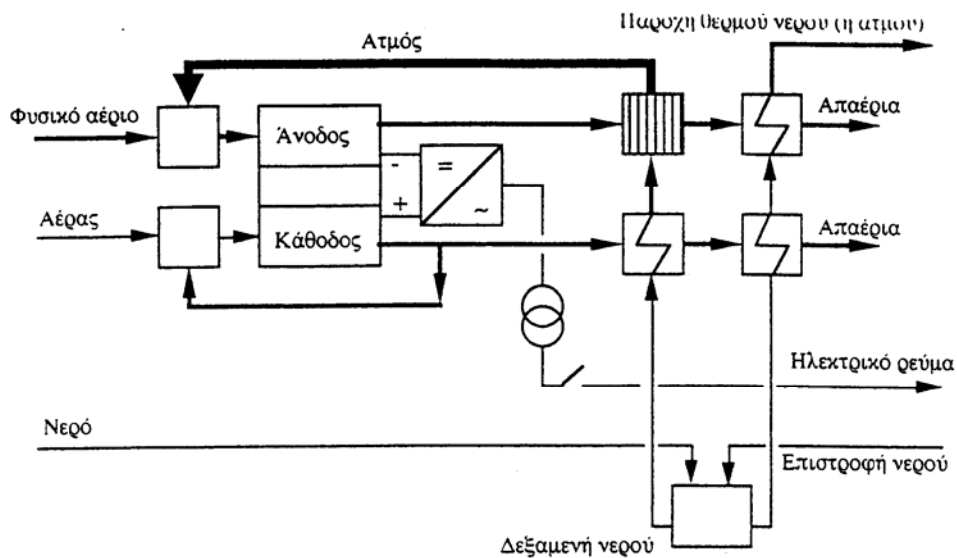 Παροχή θερμού νερού (ή ατμού)
Ατμός
Φυσικό αέριο
Άνοδος
Απαέρια
-
=
+
~
Αέρας
Κάθοδος
Απαέρια
Ηλεκτρικό ρεύμα
Νερό
Επιστροφή νερού
Δεξαμενή νερού